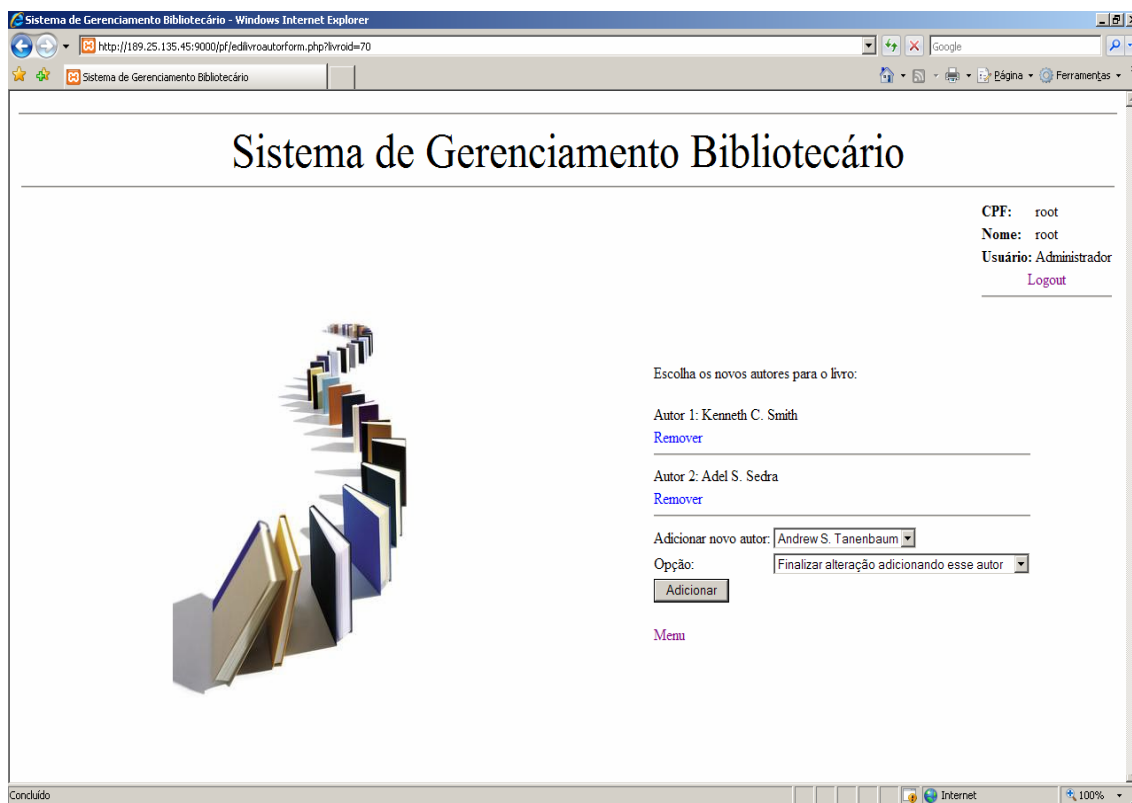 Sistema de Gerenciamento Bibliotecário - Windows Internet Explorer
http://189.25.135.45:9000/pf/edilivroautorform.php?livroid=70
Google
Sistema de Gerenciamento Bibliotecário
Página
Ferramentas
Sistema de Gerenciamento Bibliotecário
CPF: root
Nome: root
Usuário: Administrador
Logout
Escolha os novos autores para o livro:
Autor 1: Kenneth C. Smith
Remover
Autor 2: Adel S. Sedra
Remover
Adicionar novo autor: Andrew S. Tanenbaum
Opção: Finalizar alteração adicionando esse autor
Adicionar
Menu
Concluído
Internet
100%